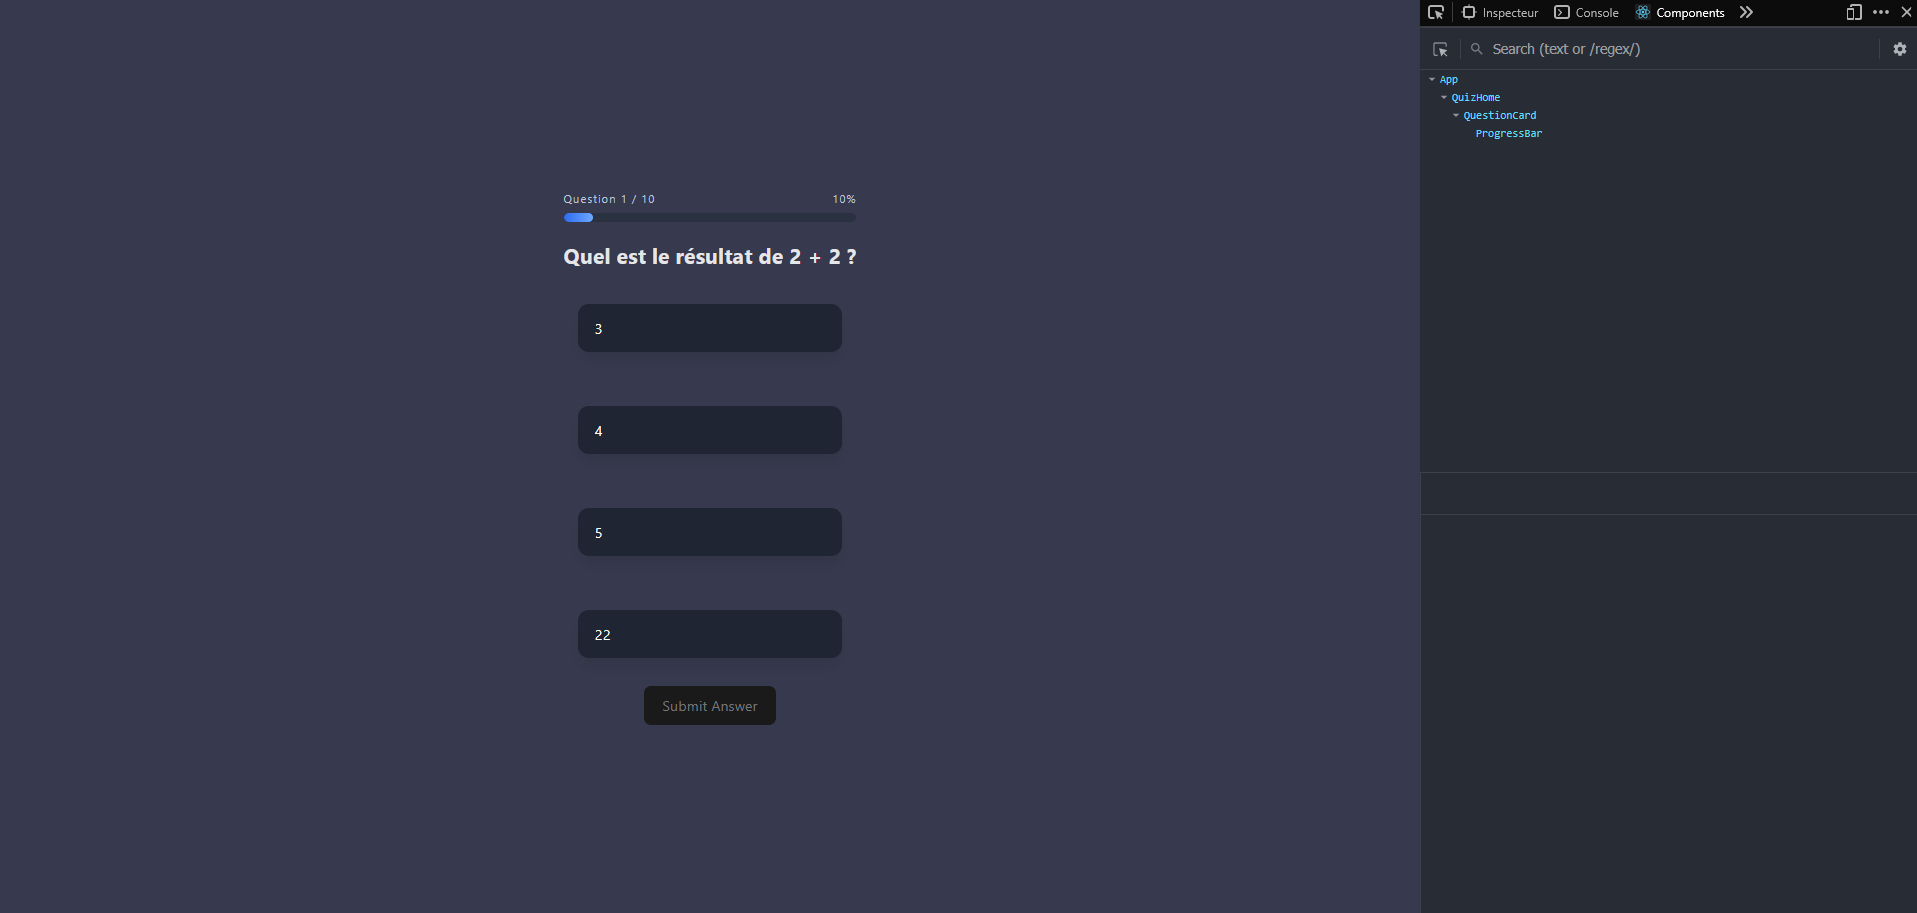 Question 1 / 10 10%
Quel est le résultat de 2 + 2 ?
3
4
5
22
Submit Answer
Inspecteur Console Components
Search (text or /regex/)
App
QuizHome
QuestionCard
ProgressBar